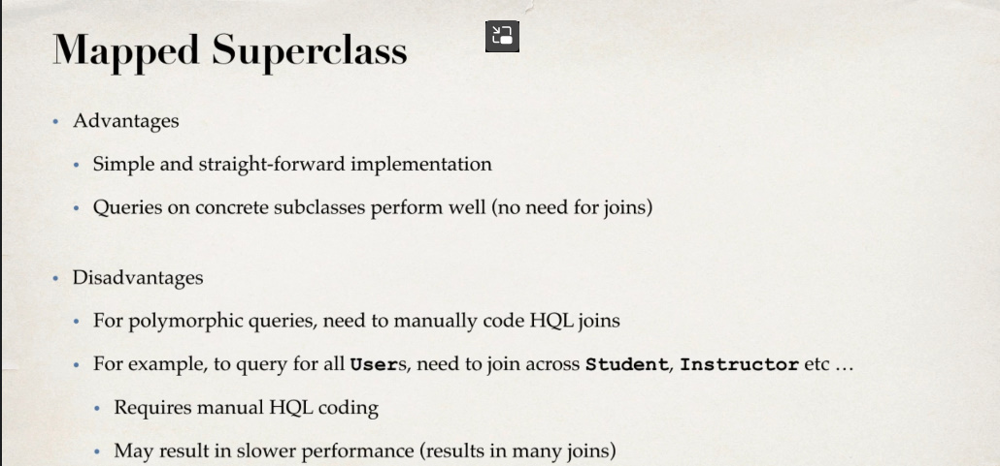 Mapped Superclass
• Advantages
• Simple and straight-forward implementation
• Queries on concrete subclasses perform well (no need for joins)
• Disadvantages
• For polymorphic queries, need to manually code HQL joins
• For example, to query for all Users, need to join across Student, Instructor etc …
• Requires manual HQL coding
• May result in slower performance (results in many joins)